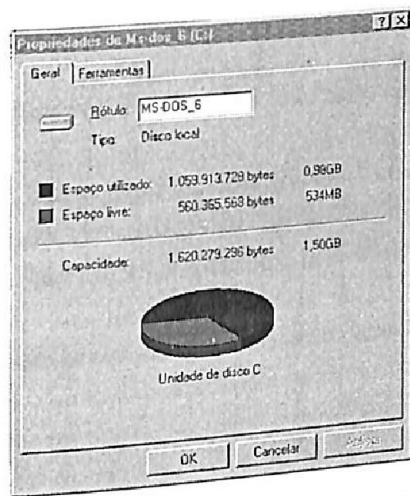 Propriedades de Ms-dos_6 (C:)
Geral Ferramentas
Rótulo: MS-DOS_6
Tipo: Disco local
Espaço utilizado: 1.059.913.728 bytes 0,98GB
Espaço livre: 560.365.568 bytes 534MB
Capacidade: 1.620.279.296 bytes 1,50GB
Unidade de disco C
OK Cancelar Aplicar